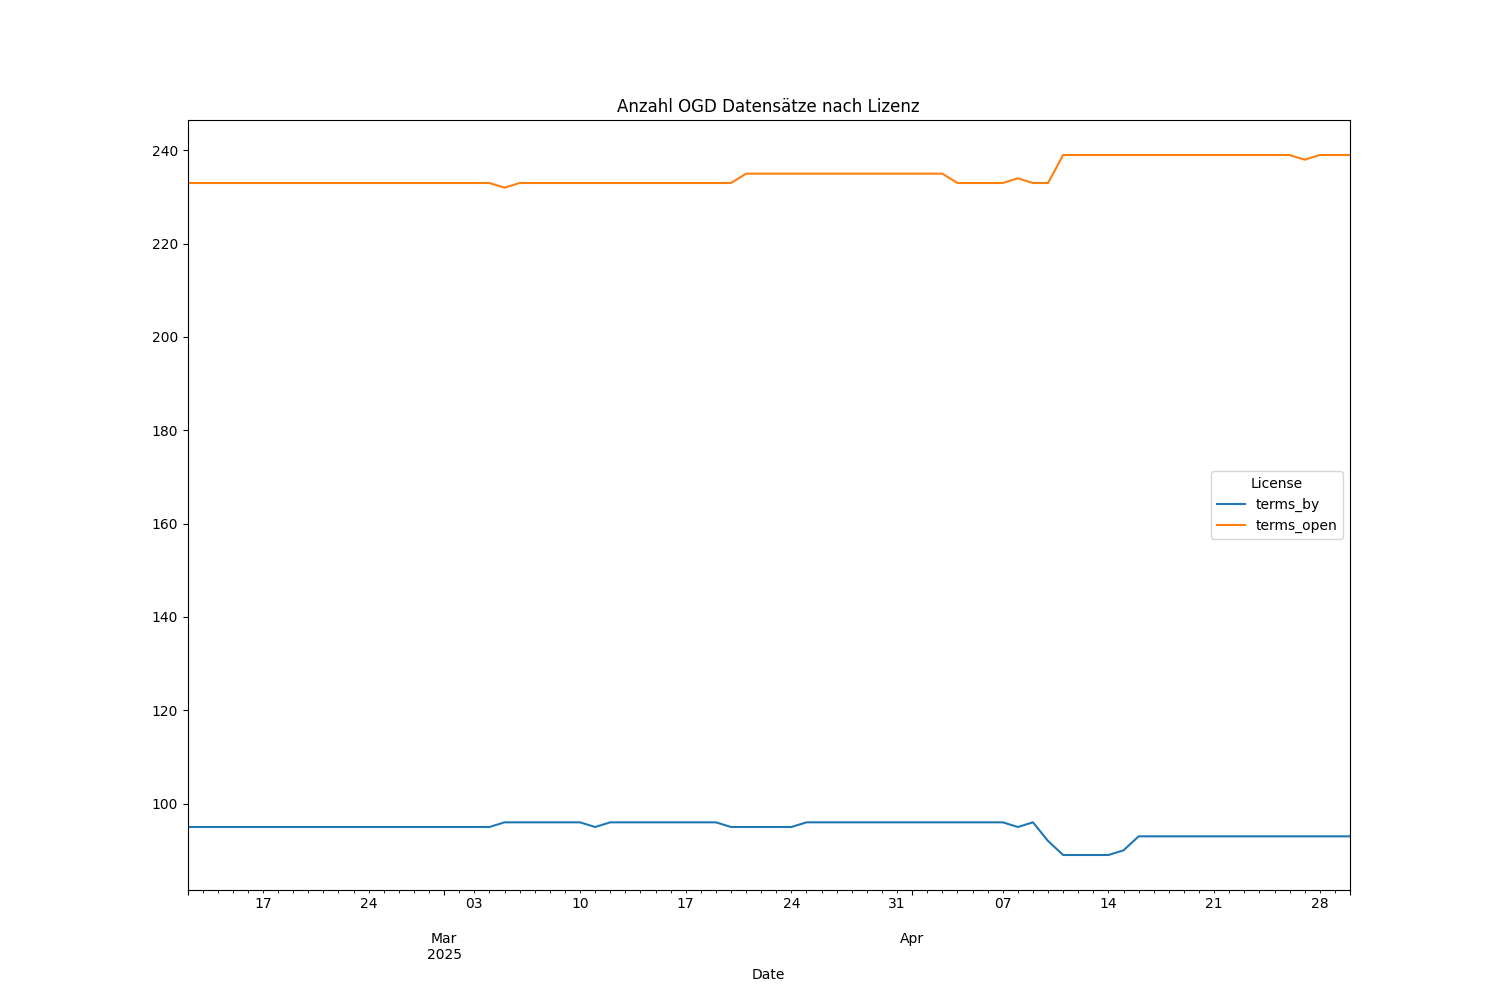 Anzahl OGD Datensätze nach Lizenz
240
220
200
180
160
140
120
100
License
terms_by
terms_open
17 24 03 10 17 24 31 07 14 21 28
Mar Apr
2025
Date